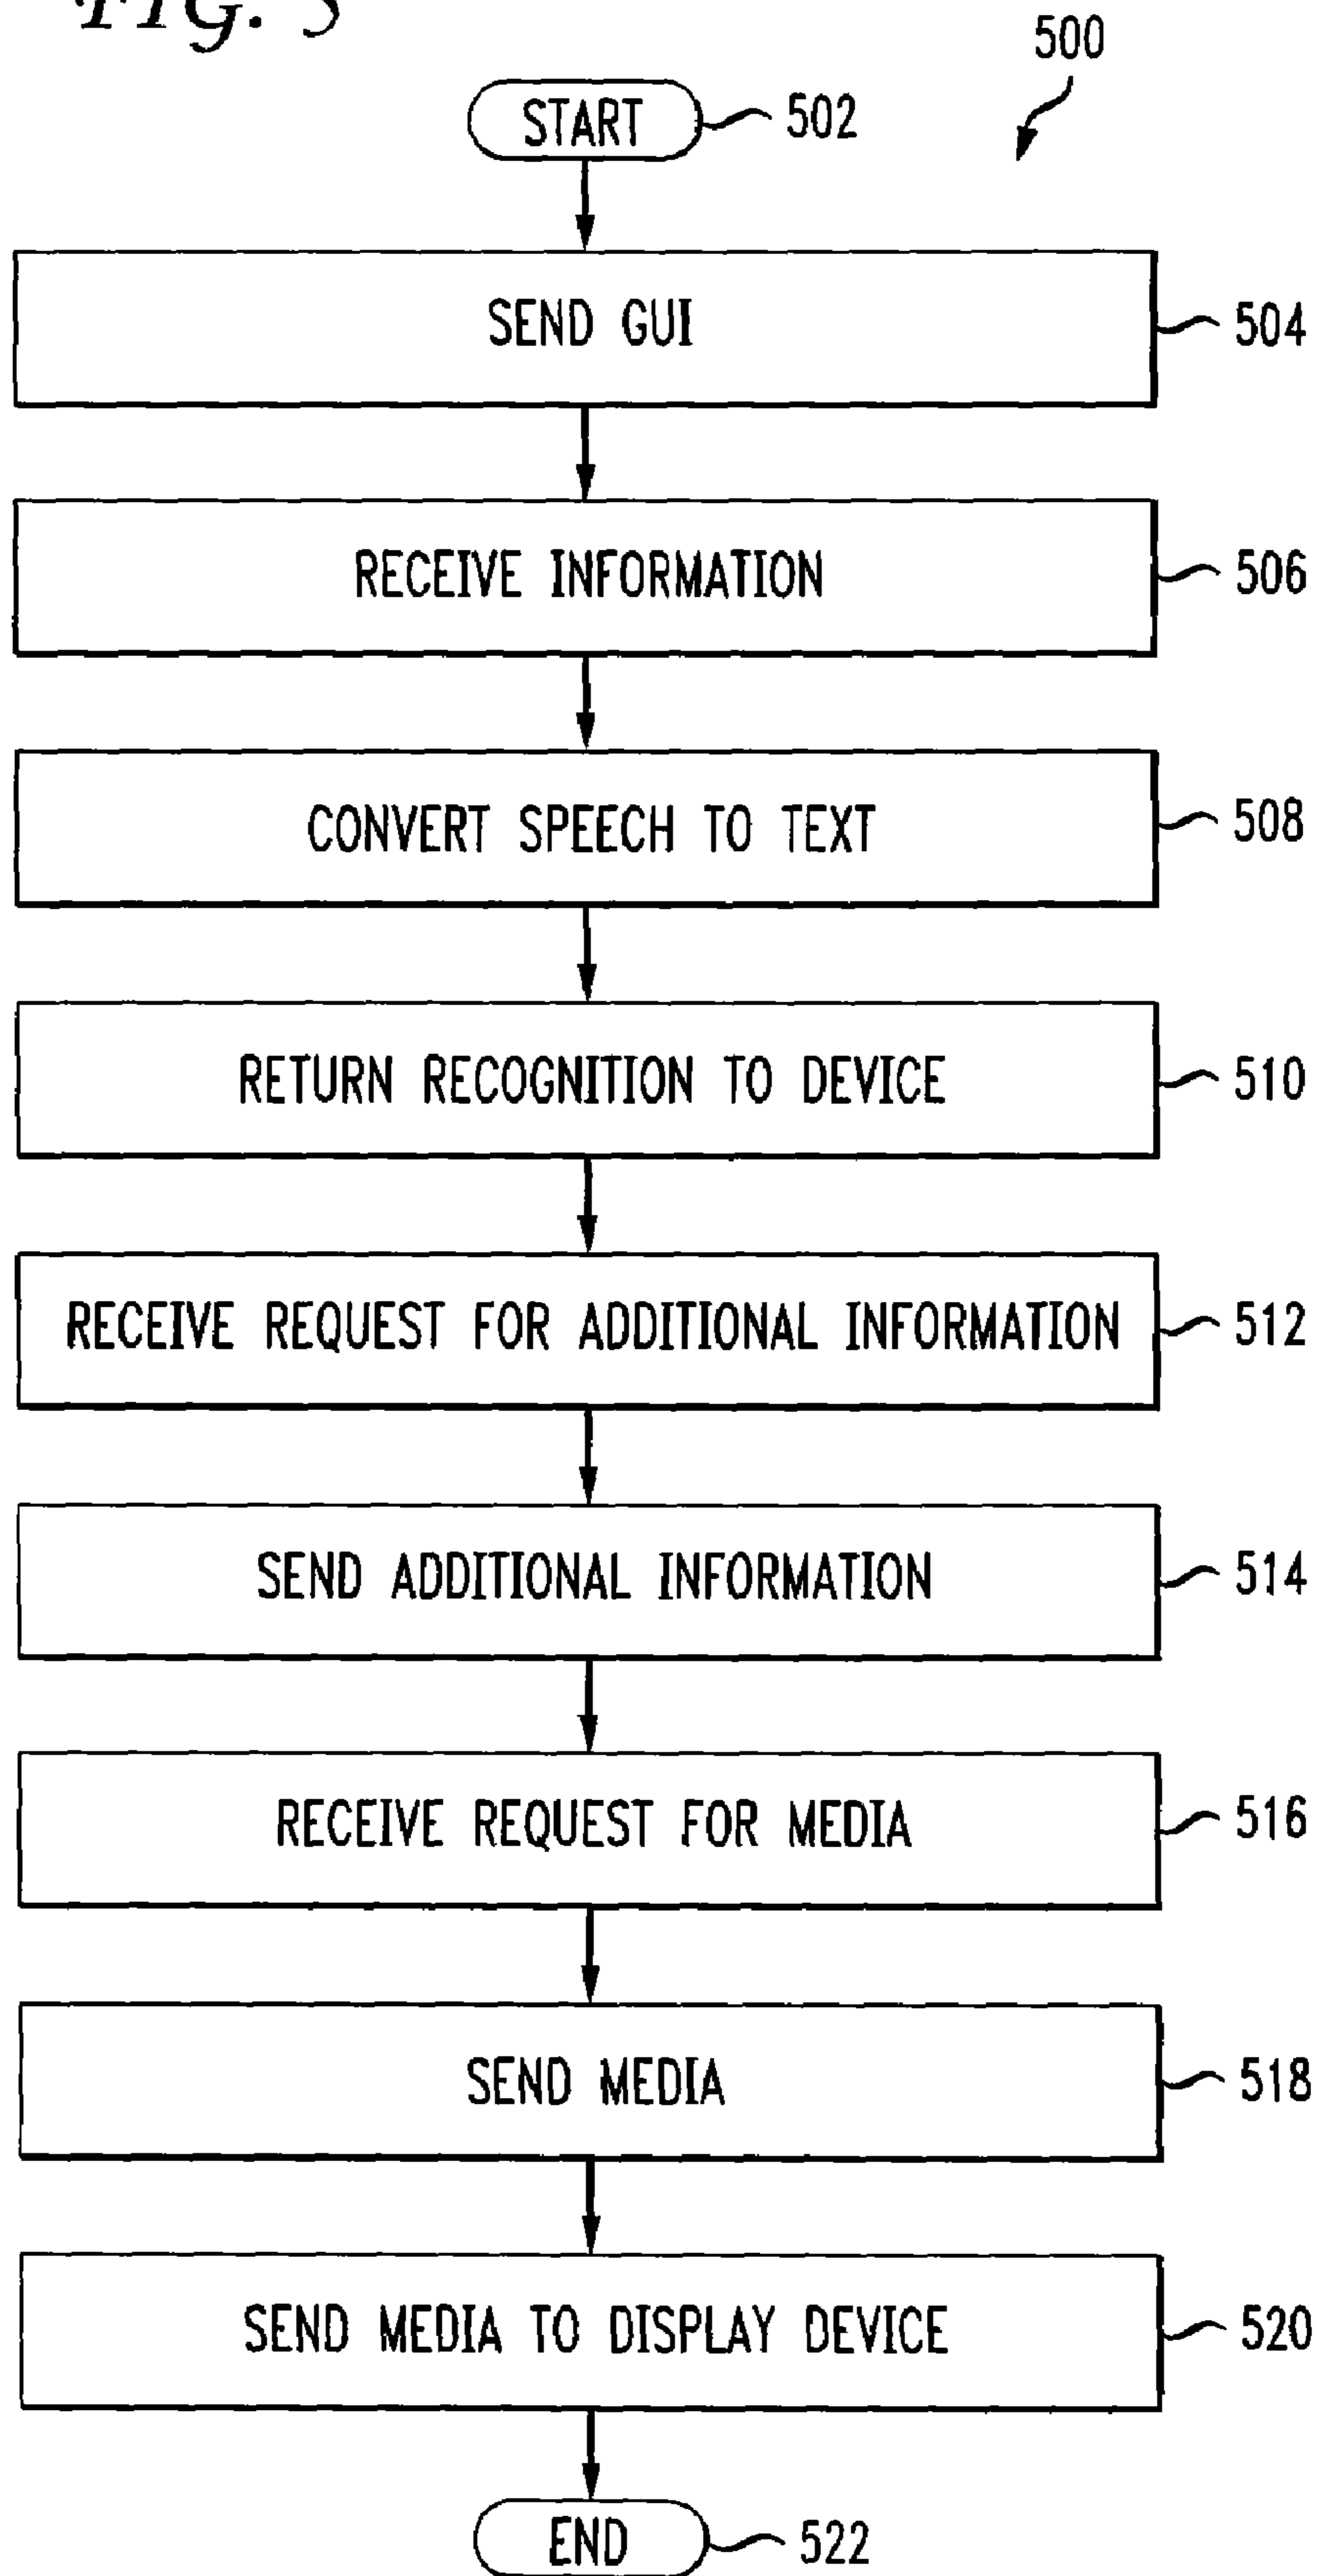 FIG. 5
500
START 502
SEND GUI 504
RECEIVE INFORMATION 506
CONVERT SPEECH TO TEXT 508
RETURN RECOGNITION TO DEVICE 510
RECEIVE REQUEST FOR ADDITIONAL INFORMATION 512
SEND ADDITIONAL INFORMATION 514
RECEIVE REQUEST FOR MEDIA 516
SEND MEDIA 518
SEND MEDIA TO DISPLAY DEVICE 520
END 522